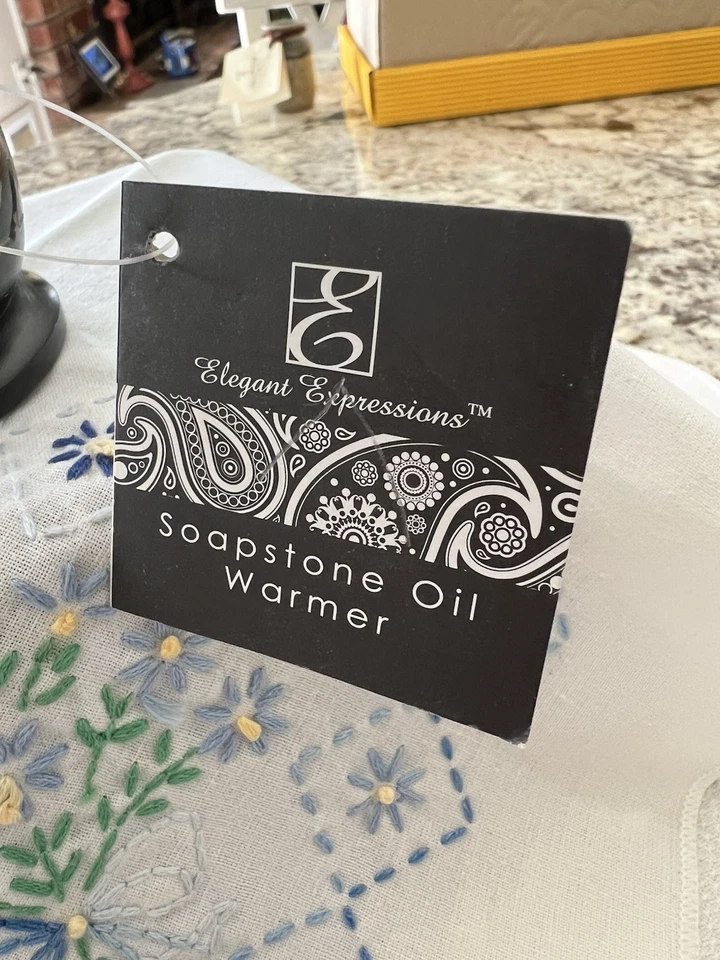 E
Elegant Expressions™
Soapstone Oil
Warmer